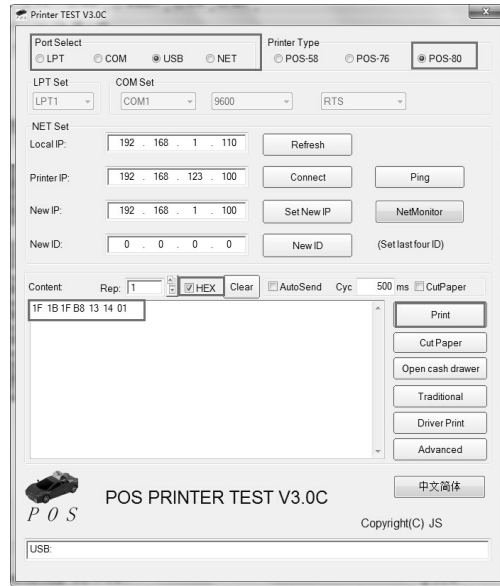 Printer TEST V3.0C
Port Select
LPT COM USB NET
Printer Type
POS-58 POS-76 POS-80
LPT Set
LPT1
COM Set
COM1 9600 RTS
NET Set
Local IP: 192 . 168 . 1 . 110 Refresh
Printer IP: 192 . 168 . 123 . 100 Connect Ping
New IP: 192 . 168 . 1 . 100 Set New IP NetMonitor
New ID: 0 . 0 . 0 . 0 New ID (Set last four ID)
Content: Rep: 1 HEX Clear AutoSend Cyc 500 ms CutPaper
1F 1B 1F B8 13 14 01
Print
Cut Paper
Open cash drawer
Traditional
Driver Print
Advanced
中文简体
POS
POS PRINTER TEST V3.0C
Copyright(C) JS
USB: